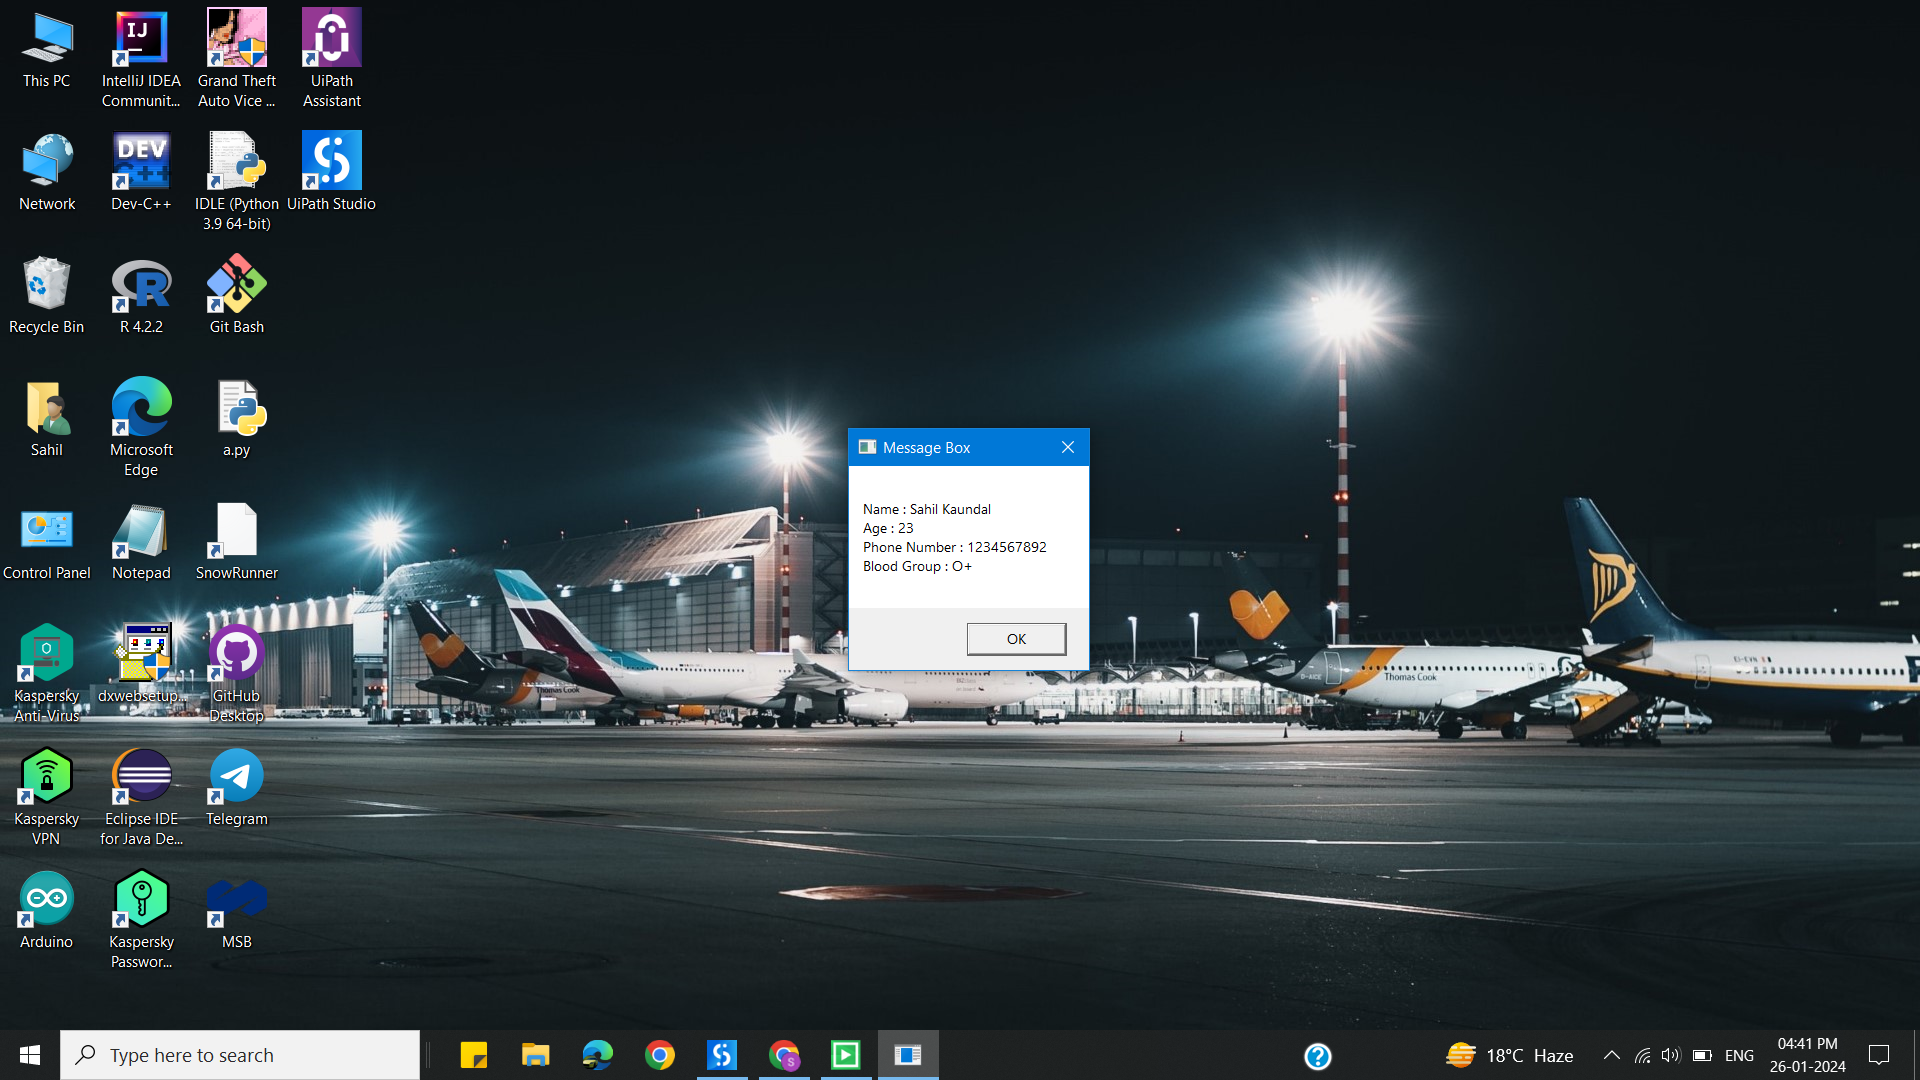 This PC
IntelliJ IDEA
Communit...
Grand Theft
Auto Vice ...
UiPath
Assistant
Network
DEV
C++
Dev-C++
IDLE (Python
3.9 64-bit)
UiPath Studio
Recycle Bin
R 4.2.2
Git Bash
Sahil
Microsoft
Edge
a.py
Control Panel
Notepad
SnowRunner
Kaspersky
Anti-Virus
dxwebsetup...
GitHub
Desktop
Kaspersky
VPN
Eclipse IDE
for Java De...
Telegram
Arduino
Kaspersky
Passwor...
MSB
Message Box
Name : Sahil Kaundal
Age : 23
Phone Number : 1234567892
Blood Group : O+
OK
Thomas Cook
Thomas Cook
Type here to search
18°C Haze
ENG
04:41 PM
26-01-2024